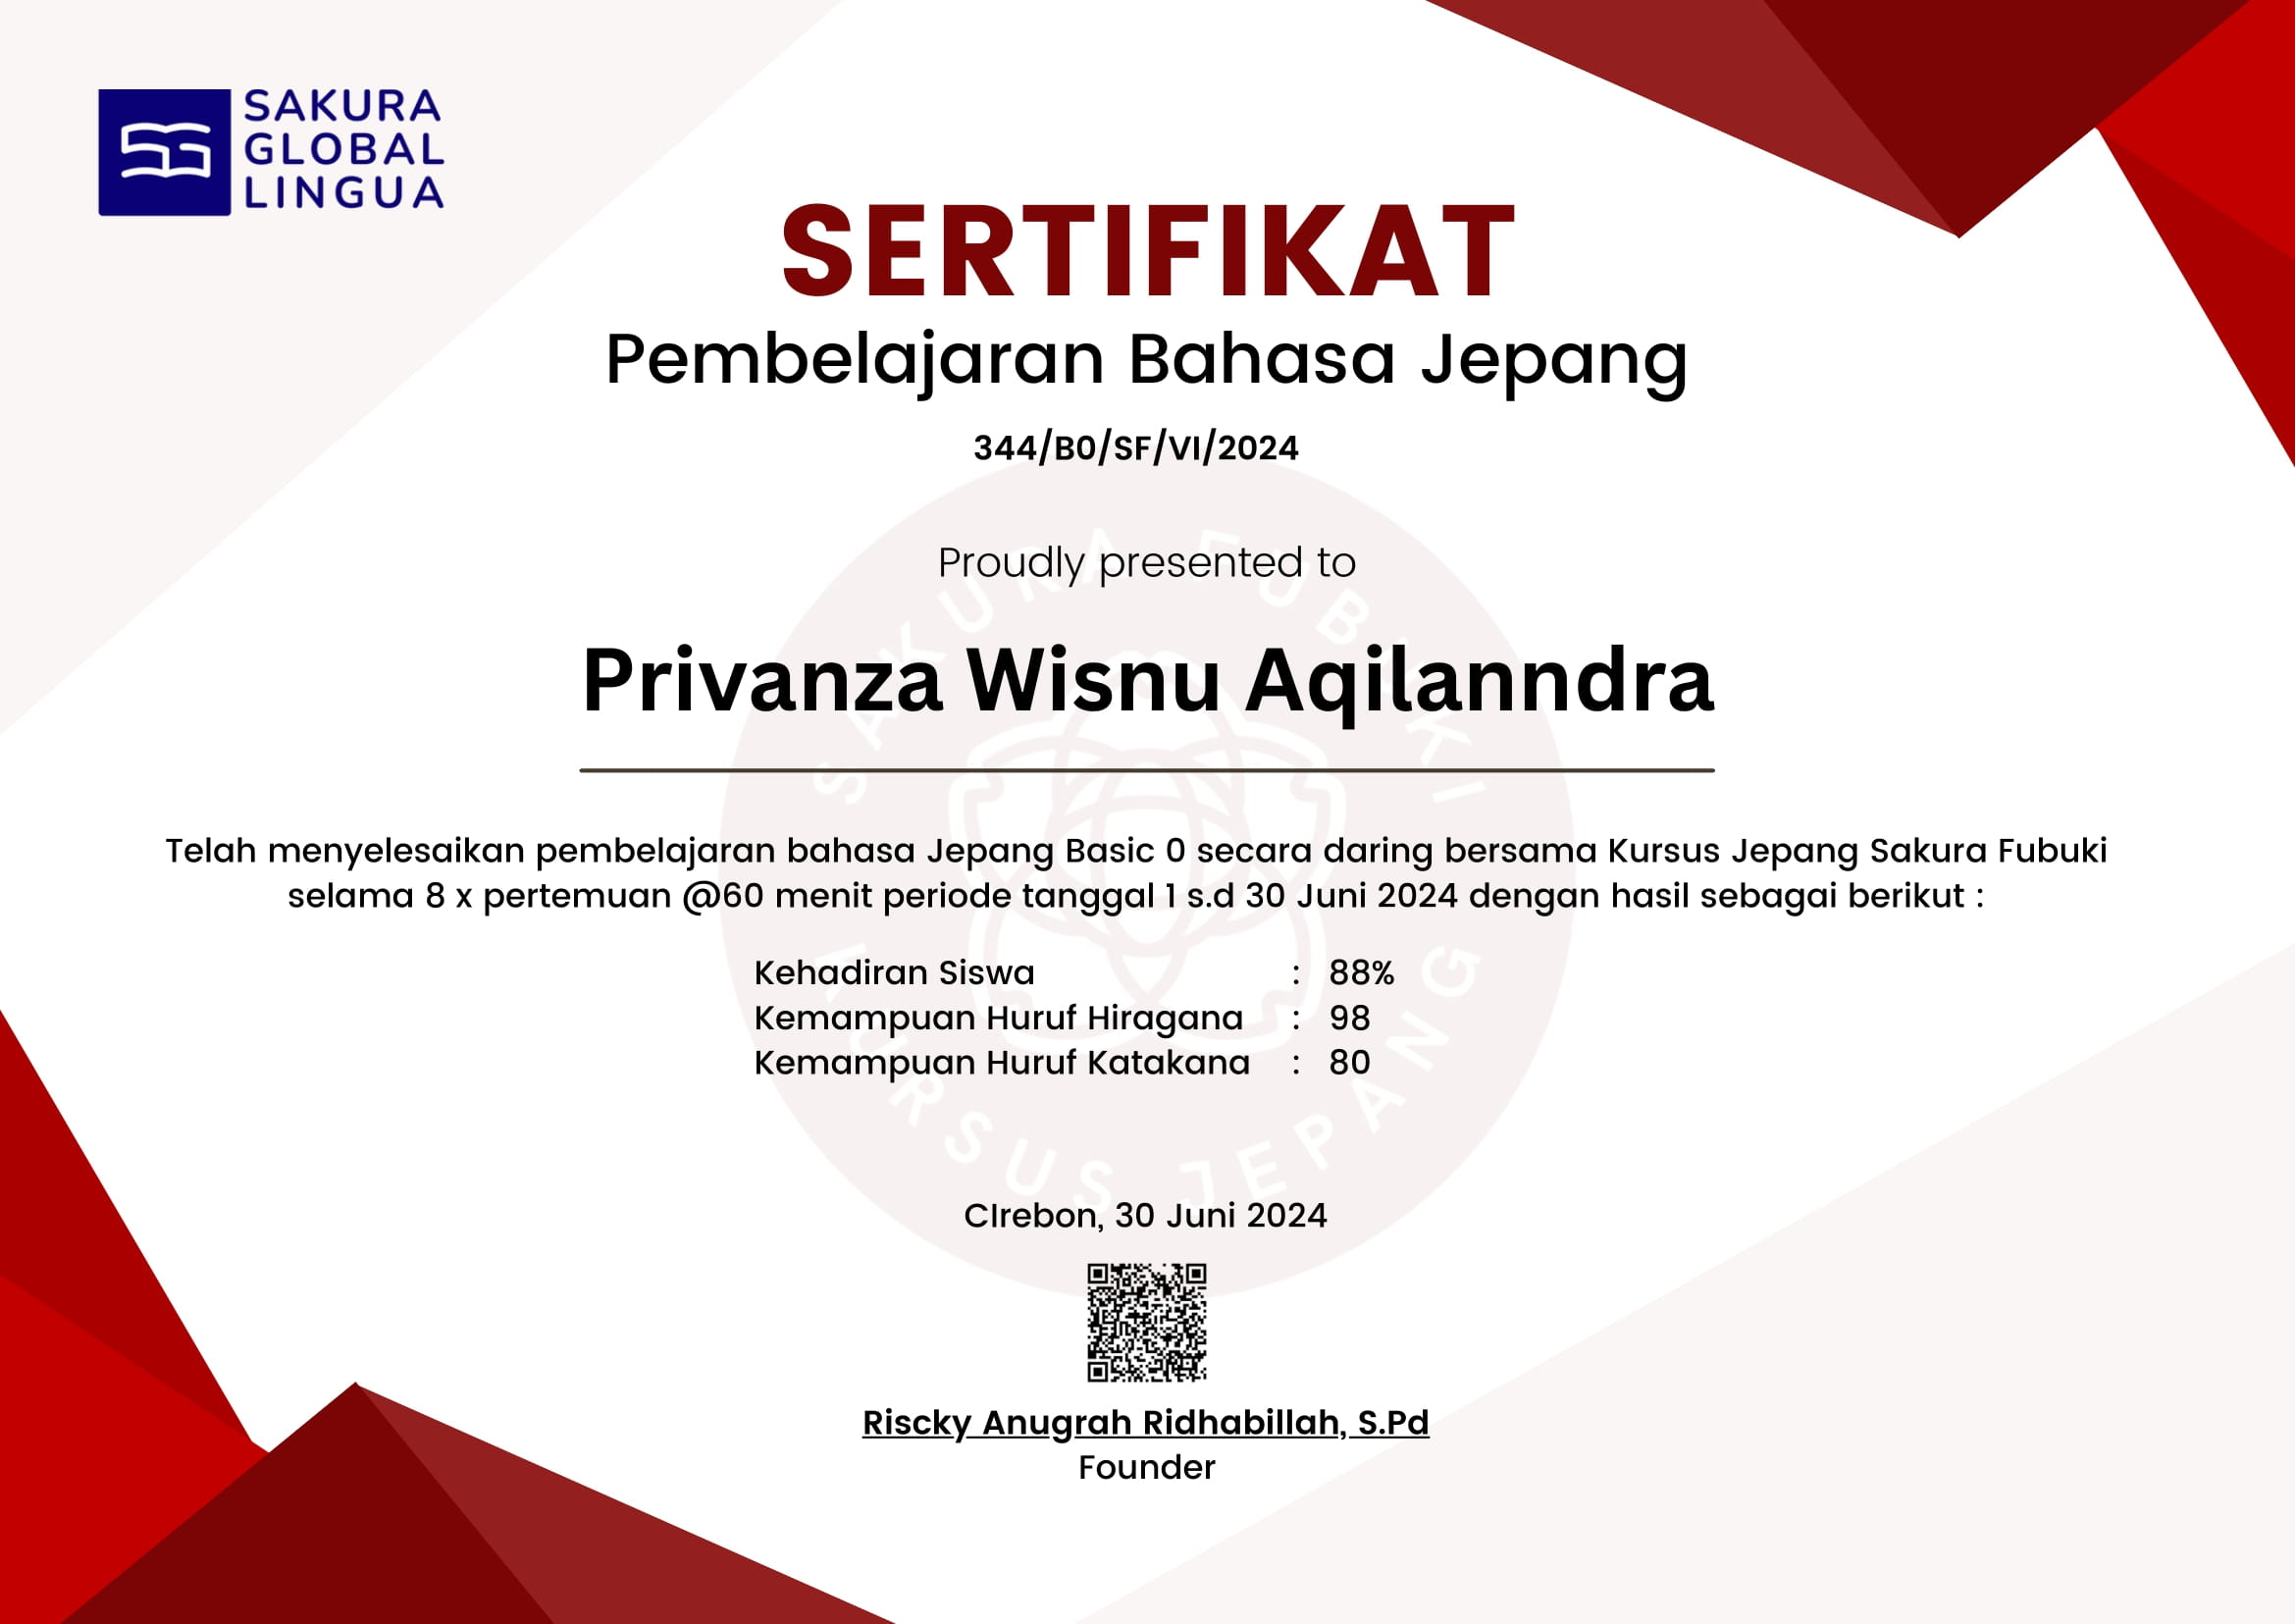 SAKURA
GLOBAL
LINGUA
SERTIFIKAT
Pembelajaran Bahasa Jepang
344/B0/SF/VI/2024
Proudly presented to
Privanza Wisnu Aqilanndra
Telah menyelesaikan pembelajaran bahasa Jepang Basic 0 secara daring bersama Kursus Jepang Sakura Fubuki
selama 8 x pertemuan @60 menit periode tanggal 1 s.d 30 Juni 2024 dengan hasil sebagai berikut :
Kehadiran Siswa : 88%
Kemampuan Huruf Hiragana : 98
Kemampuan Huruf Katakana : 80
SAKURA FUBUKI
KURSUS JEPANG
CIrebon, 30 Juni 2024
Riscky Anugrah Ridhabillah, S.Pd
Founder